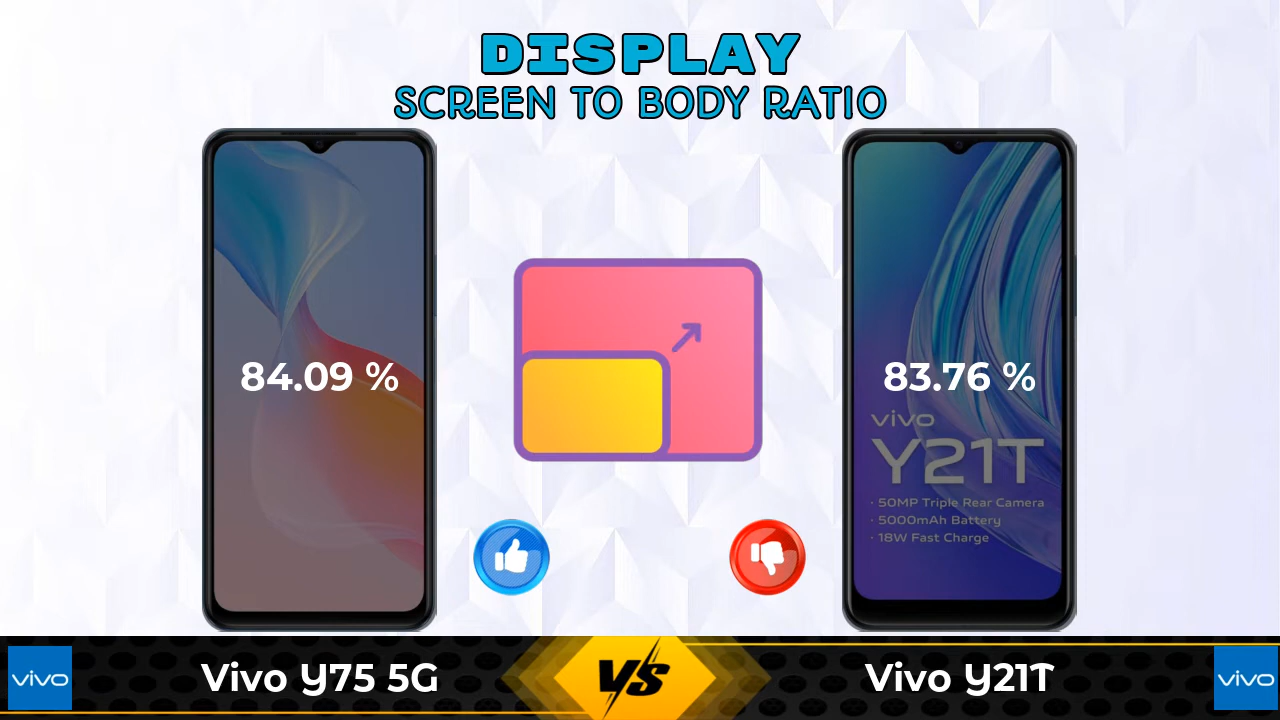 DISPLAY
SCREEN TO BODY RATIO
84.09 %
83.76 %
vivo
Y21T
· 50MP Triple Rear Camera
· 5000mAh Battery
· 18W Fast Charge
vivo
Vivo Y75 5G
VS
Vivo Y21T
vivo